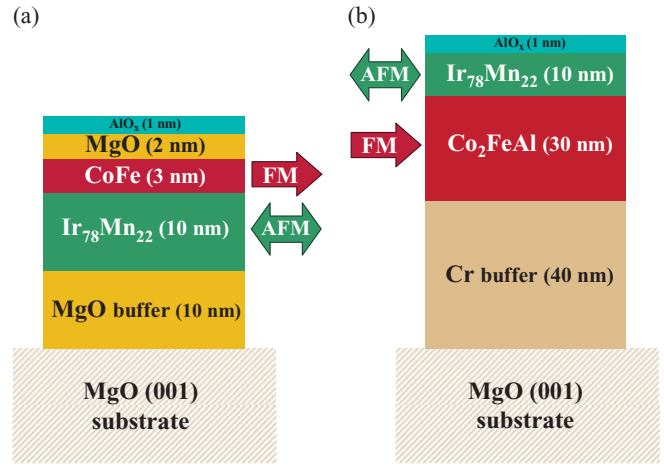 (a)
AlOₓ (1 nm)
MgO (2 nm)
CoFe (3 nm)
FM
Ir₇₈Mn₂₂ (10 nm)
AFM
MgO buffer (10 nm)
MgO (001)
substrate
(b)
AlOₓ (1 nm)
AFM
Ir₇₈Mn₂₂ (10 nm)
FM
Co₂FeAl (30 nm)
Cr buffer (40 nm)
MgO (001)
substrate